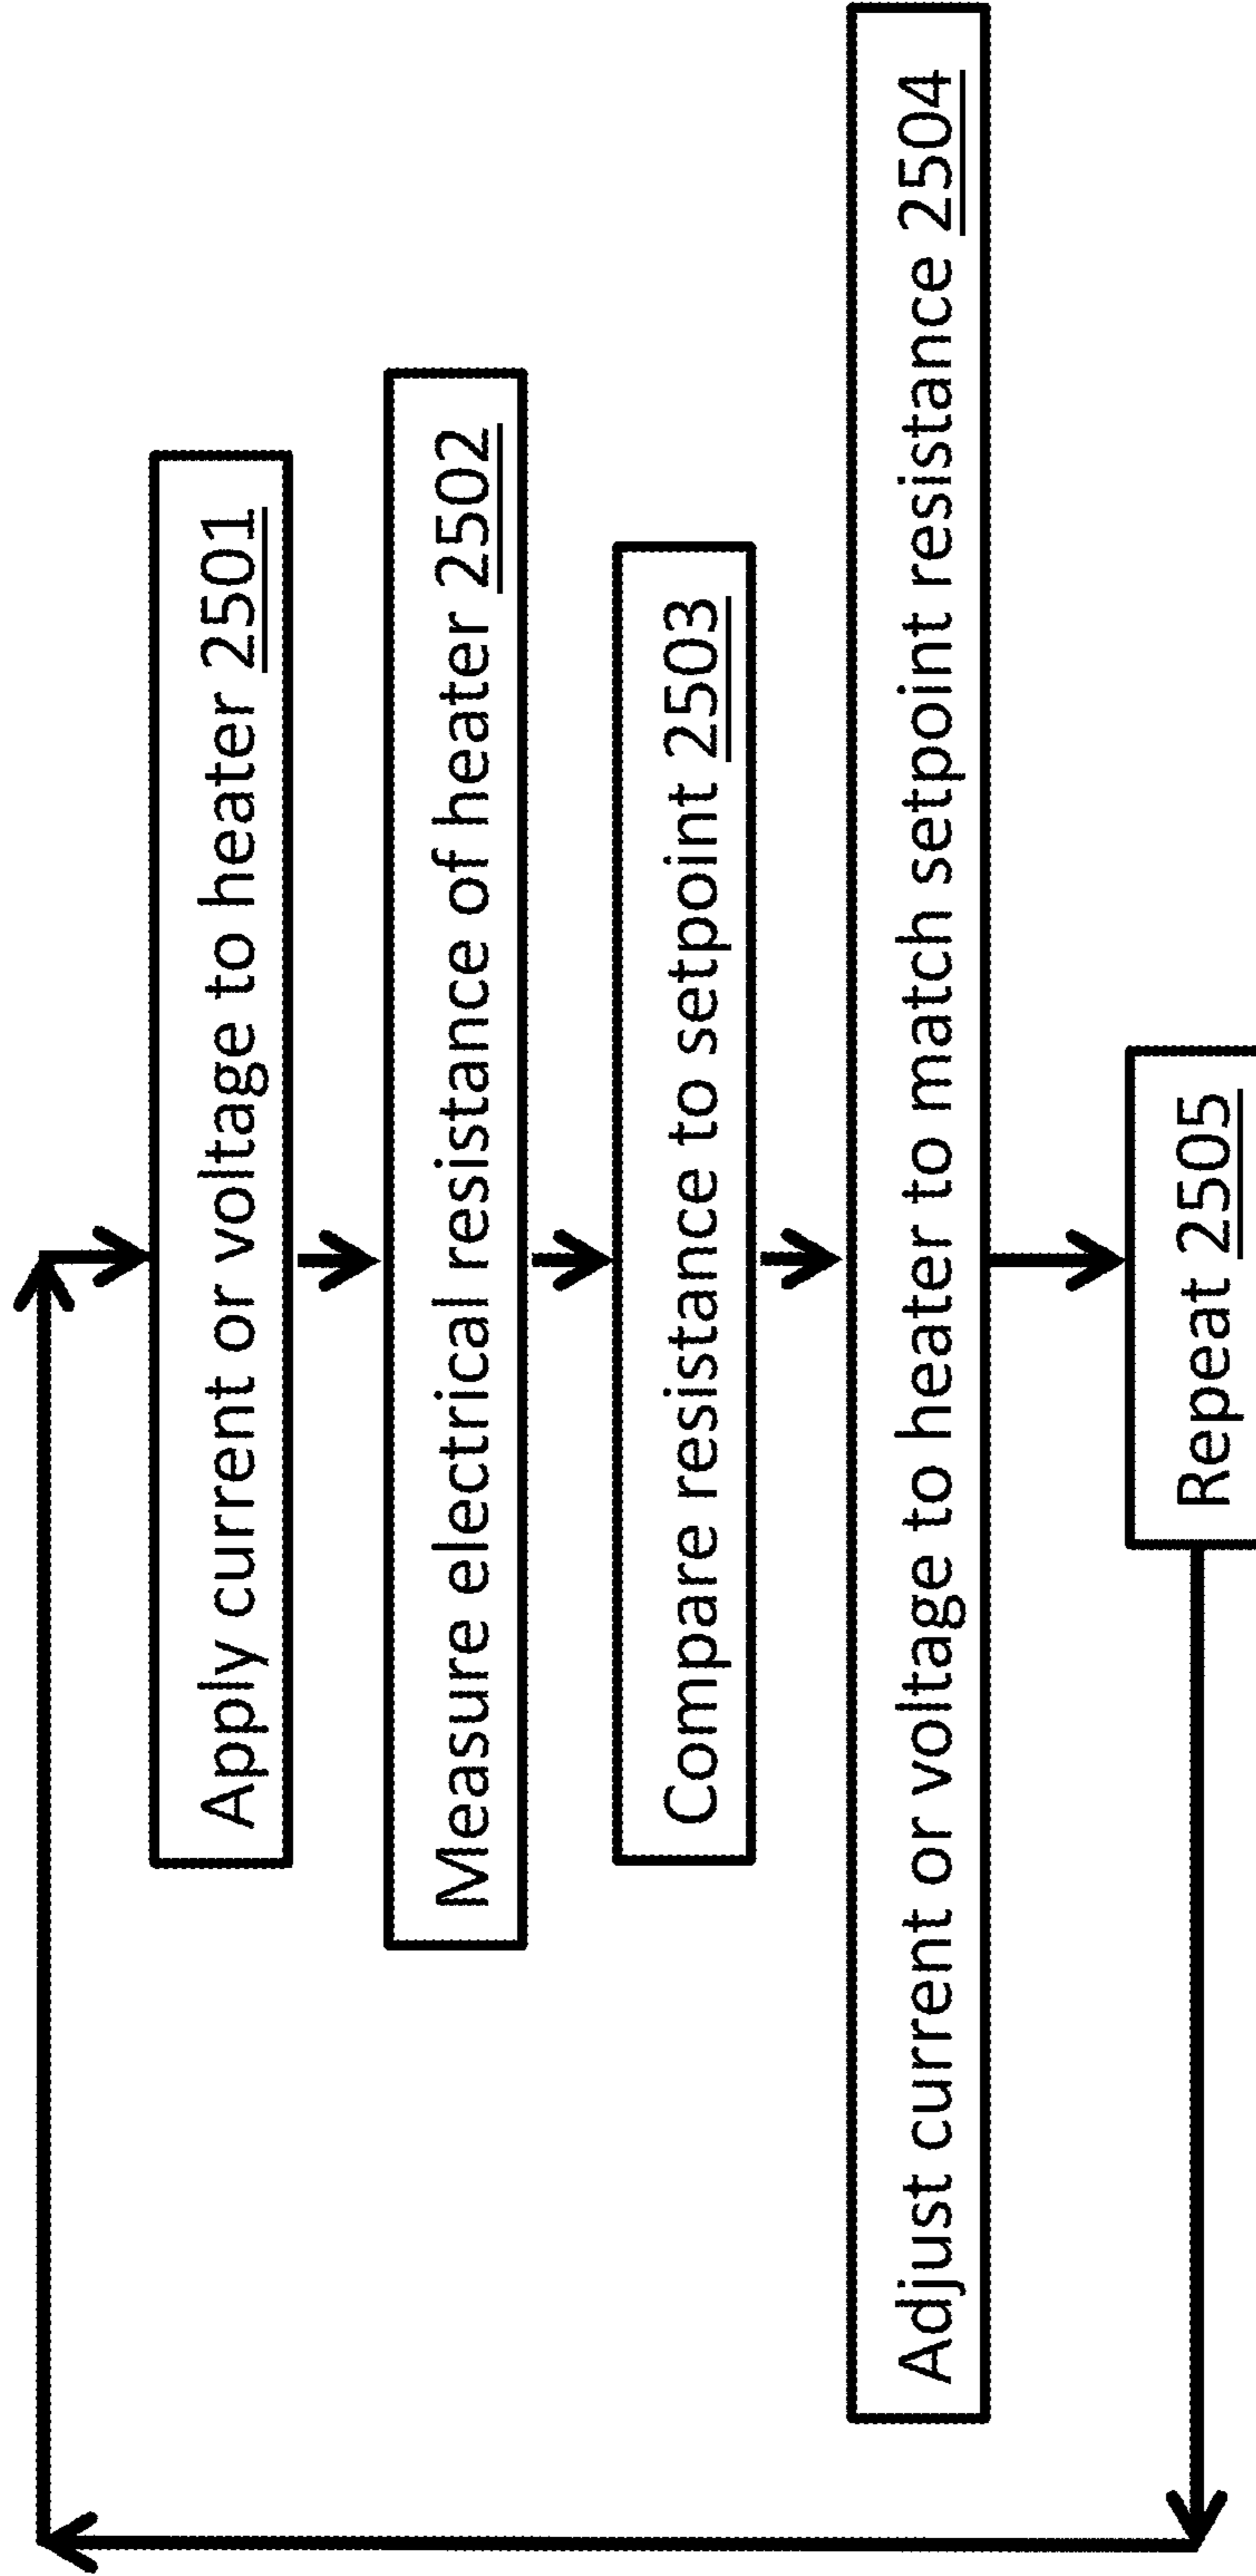 Apply current or voltage to heater 2501
Measure electrical resistance of heater 2502
Compare resistance to setpoint 2503
Adjust current or voltage to heater to match setpoint resistance 2504
Repeat 2505